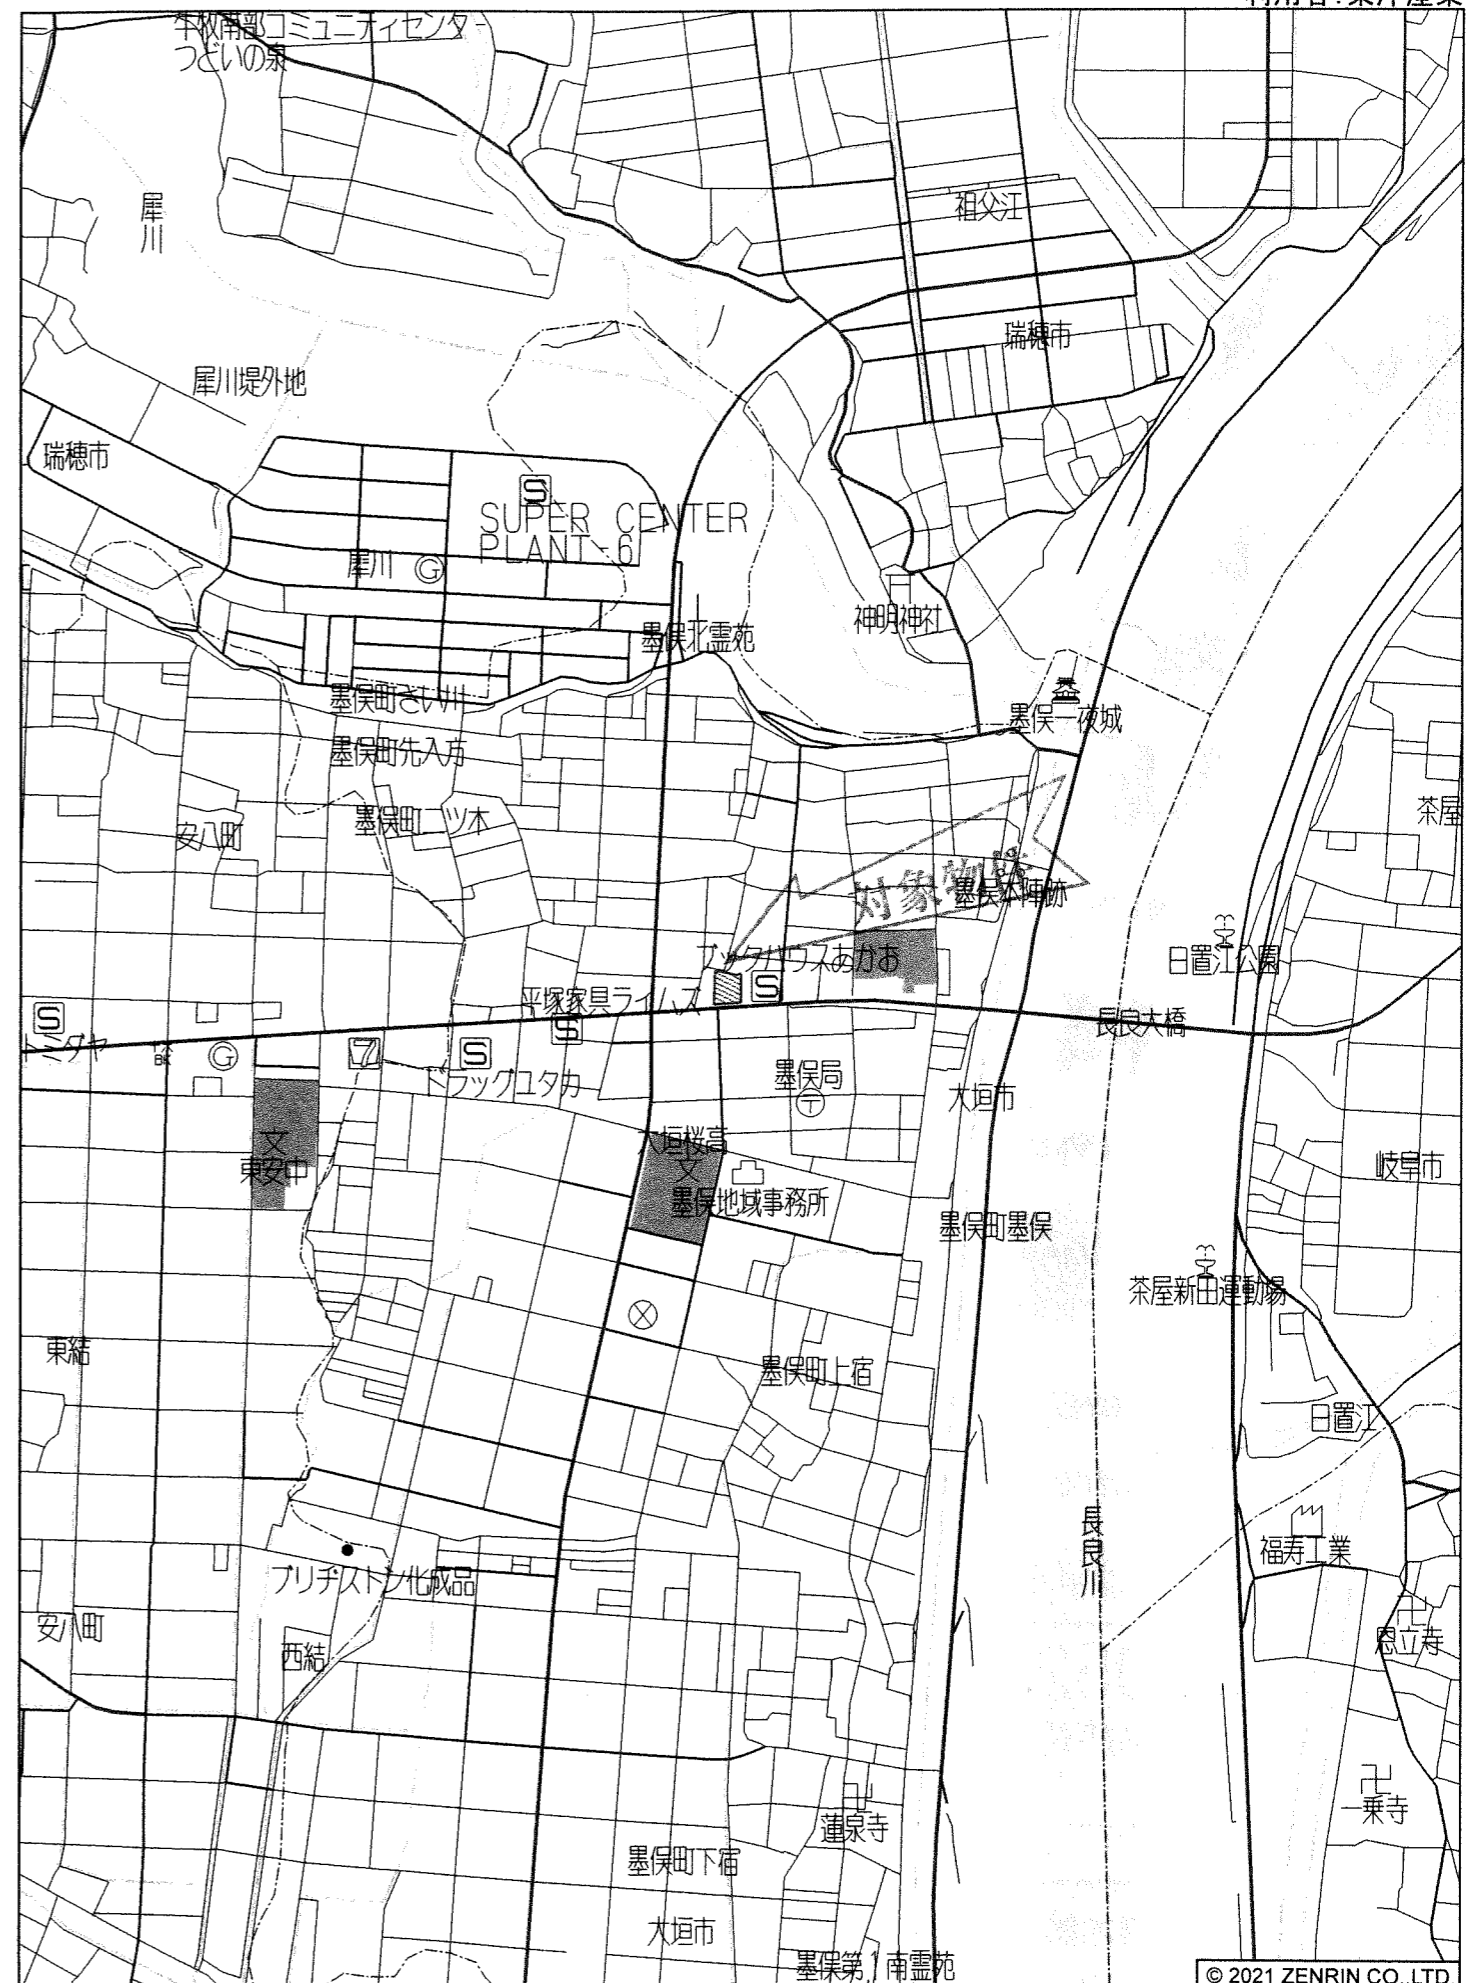 牛牧南部コミュニティセンター
つどいの泉
犀川
祖父江
瑞穂市
犀川堤外地
瑞穂市
SUPER CENTER
PLANT-6
犀川
神明神社
墨俣北霊苑
墨俣町さい川
墨俣一夜城
墨俣町先入方
墨俣町二ツ木
安八町
茶屋
対象物件
墨俣本陣跡
ブックハウスあかお
日置江公園
平塚家具ライムス
長良大橋
トミダヤ
ドラッグユタカ
墨俣局
大垣市
大垣桜高
文
東安中
文
墨俣地域事務所
岐阜市
墨俣町墨俣
茶屋新田運動場
東結
墨俣町上宿
日置江
長良川
福寿工業
ブリヂストン化成品
安八町
西結
恩立寺
一乗寺
蓮泉寺
墨俣町下宿
大垣市
墨俣第1南霊苑
© 2021 ZENRIN CO.,LTD